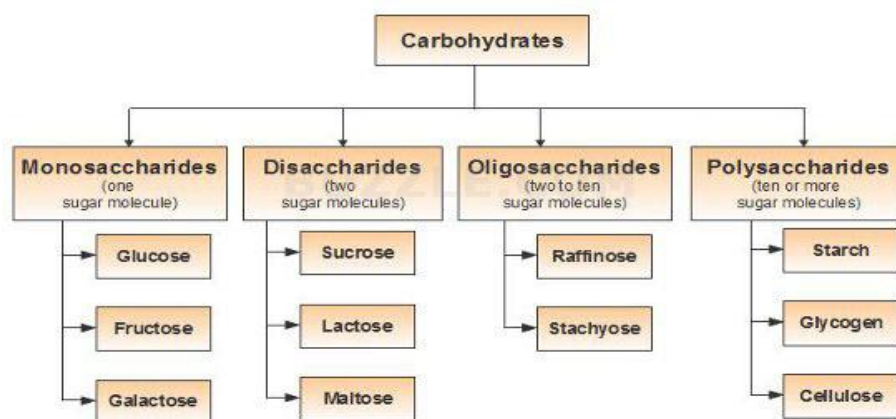 Carbohydrates
Monosaccharides
(one
sugar molecule)
Glucose
Fructose
Galactose
Disaccharides
(two
sugar molecules)
Sucrose
Lactose
Maltose
Oligosaccharides
(two to ten
sugar molecules)
Raffinose
Stachyose
Polysaccharides
(ten or more
sugar molecules)
Starch
Glycogen
Cellulose